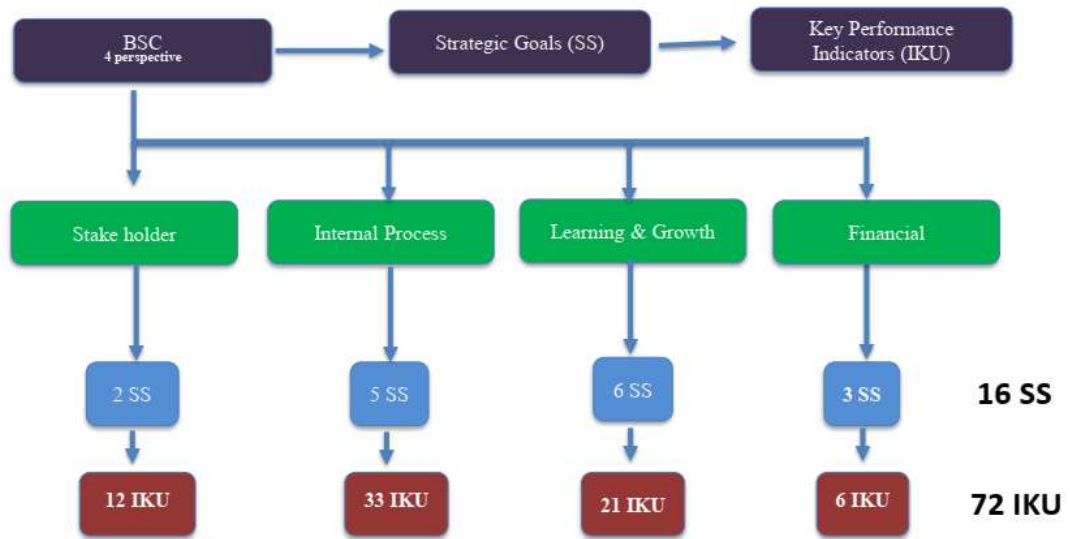 BSC
4 perspective
Strategic Goals (SS)
Key Performance
Indicators (IKU)
Stake holder
Internal Process
Learning & Growth
Financial
2 SS
5 SS
6 SS
3 SS
16 SS
12 IKU
33 IKU
21 IKU
6 IKU
72 IKU